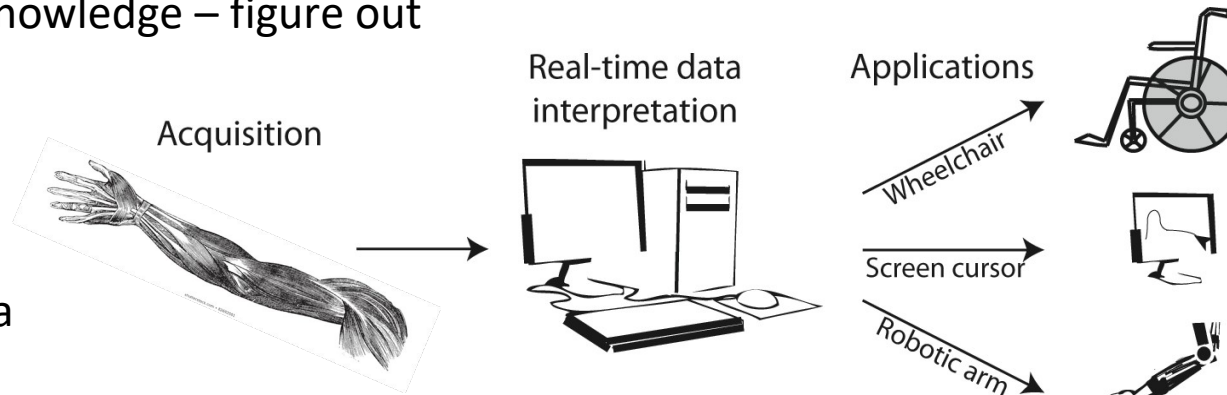 nowledge – figure out
Real-time data
interpretation
Applications
Acquisition
Wheelchair
Screen cursor
a
Robotic arm